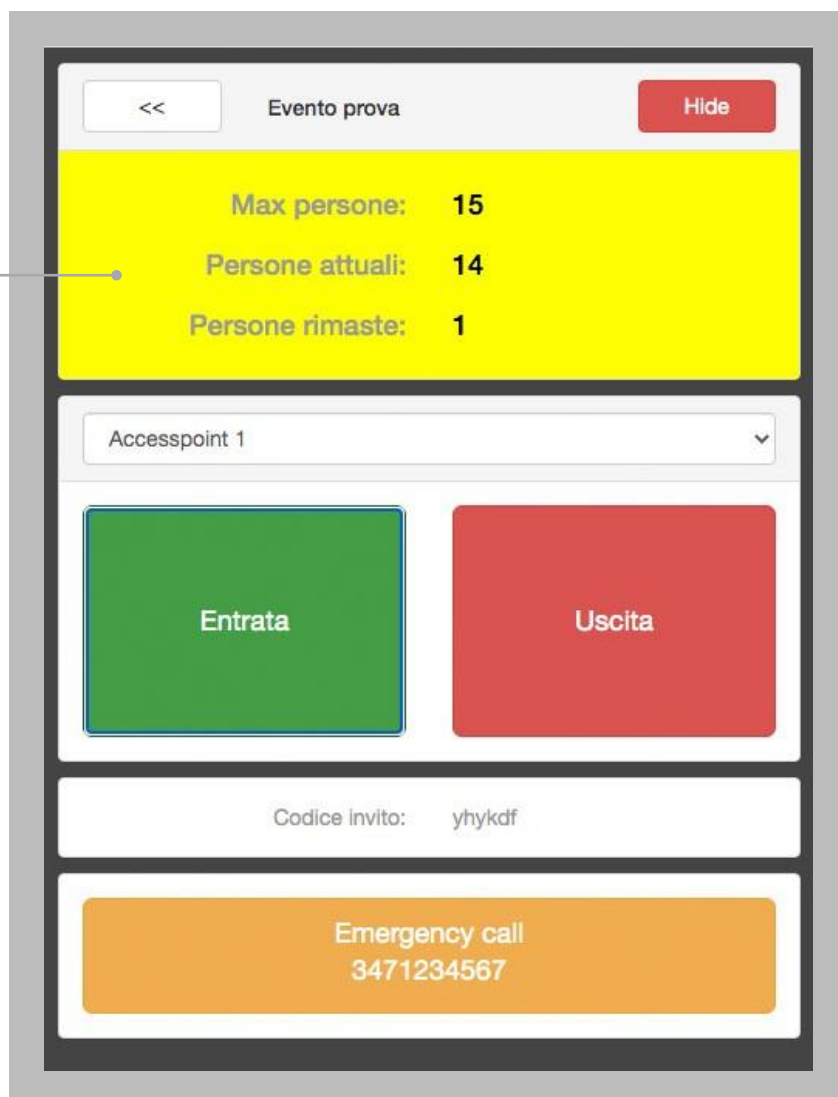 << Evento prova Hide
Max persone: 15
Persone attuali: 14
Persone rimaste: 1
Accesspoint 1
Entrata Uscita
Codice invito: yhykdf
Emergency call
3471234567